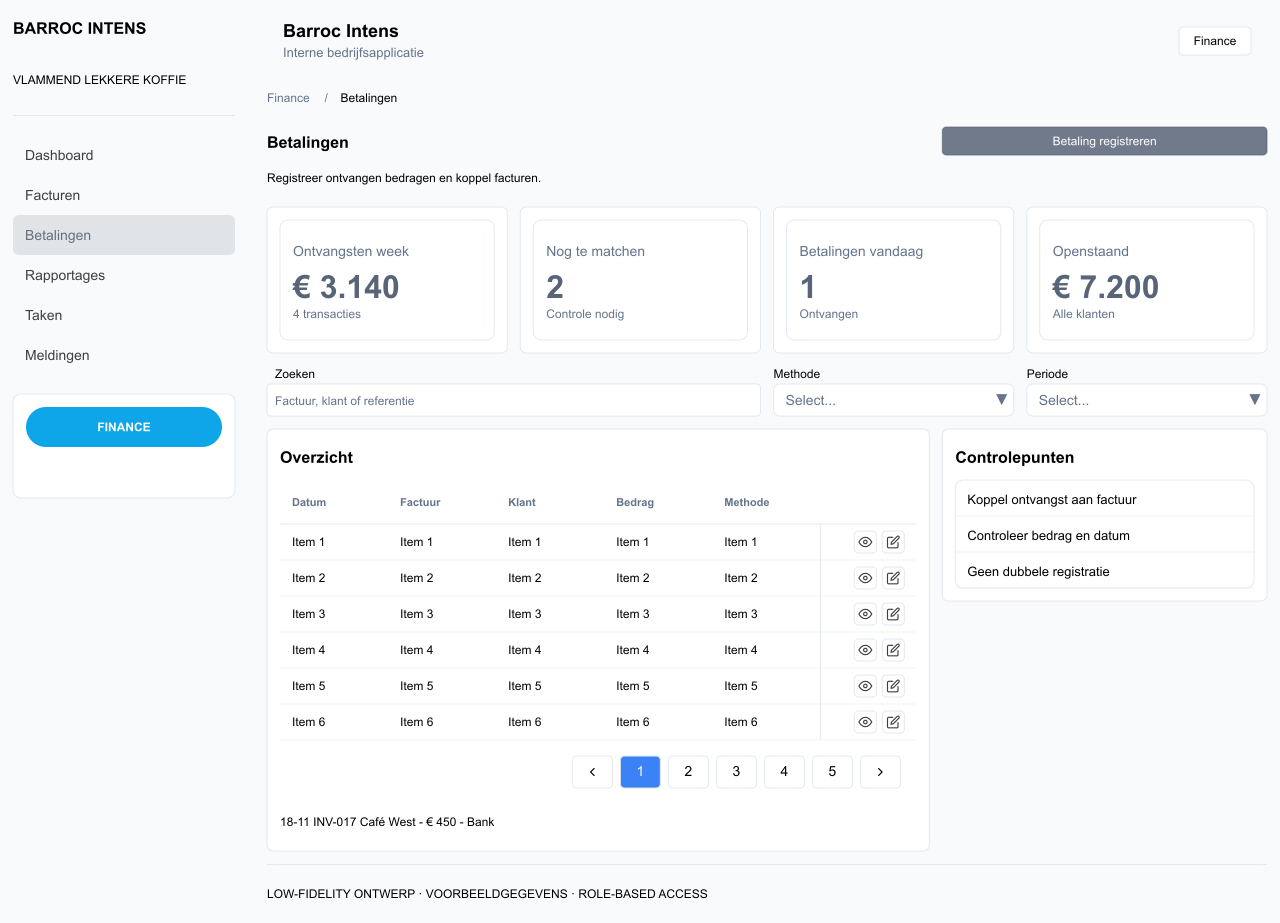 BARROC INTENS
VLAMMEND LEKKERE KOFFIE
Dashboard
Facturen
Betalingen
Rapportages
Taken
Meldingen
FINANCE
Barroc Intens
Interne bedrijfsapplicatie
Finance
Finance / Betalingen
Betalingen
Betaling registreren
Registreer ontvangen bedragen en koppel facturen.
Ontvangsten week
€ 3.140
4 transacties
Nog te matchen
2
Controle nodig
Betalingen vandaag
1
Ontvangen
Openstaand
€ 7.200
Alle klanten
Zoeken
Factuur, klant of referentie
Methode
Select...
Periode
Select...
Overzicht
Datum Factuur Klant Bedrag Methode
Item 1 Item 1 Item 1 Item 1 Item 1
Item 2 Item 2 Item 2 Item 2 Item 2
Item 3 Item 3 Item 3 Item 3 Item 3
Item 4 Item 4 Item 4 Item 4 Item 4
Item 5 Item 5 Item 5 Item 5 Item 5
Item 6 Item 6 Item 6 Item 6 Item 6
‹ 1 2 3 4 5 ›
18-11 INV-017 Café West - € 450 - Bank
Controlepunten
Koppel ontvangst aan factuur
Controleer bedrag en datum
Geen dubbele registratie
LOW-FIDELITY ONTWERP · VOORBEELDGEGEVENS · ROLE-BASED ACCESS